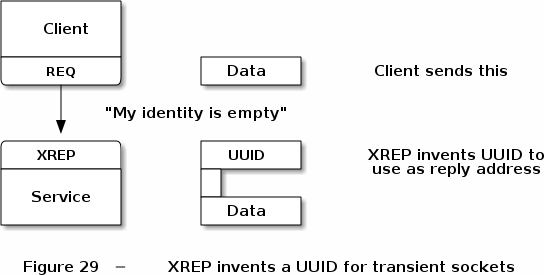 Client
REQ
Data
Client sends this
"My identity is empty"
XREP
UUID
XREP invents UUID to
use as reply address
Service
Data
Figure 29 – XREP invents a UUID for transient sockets